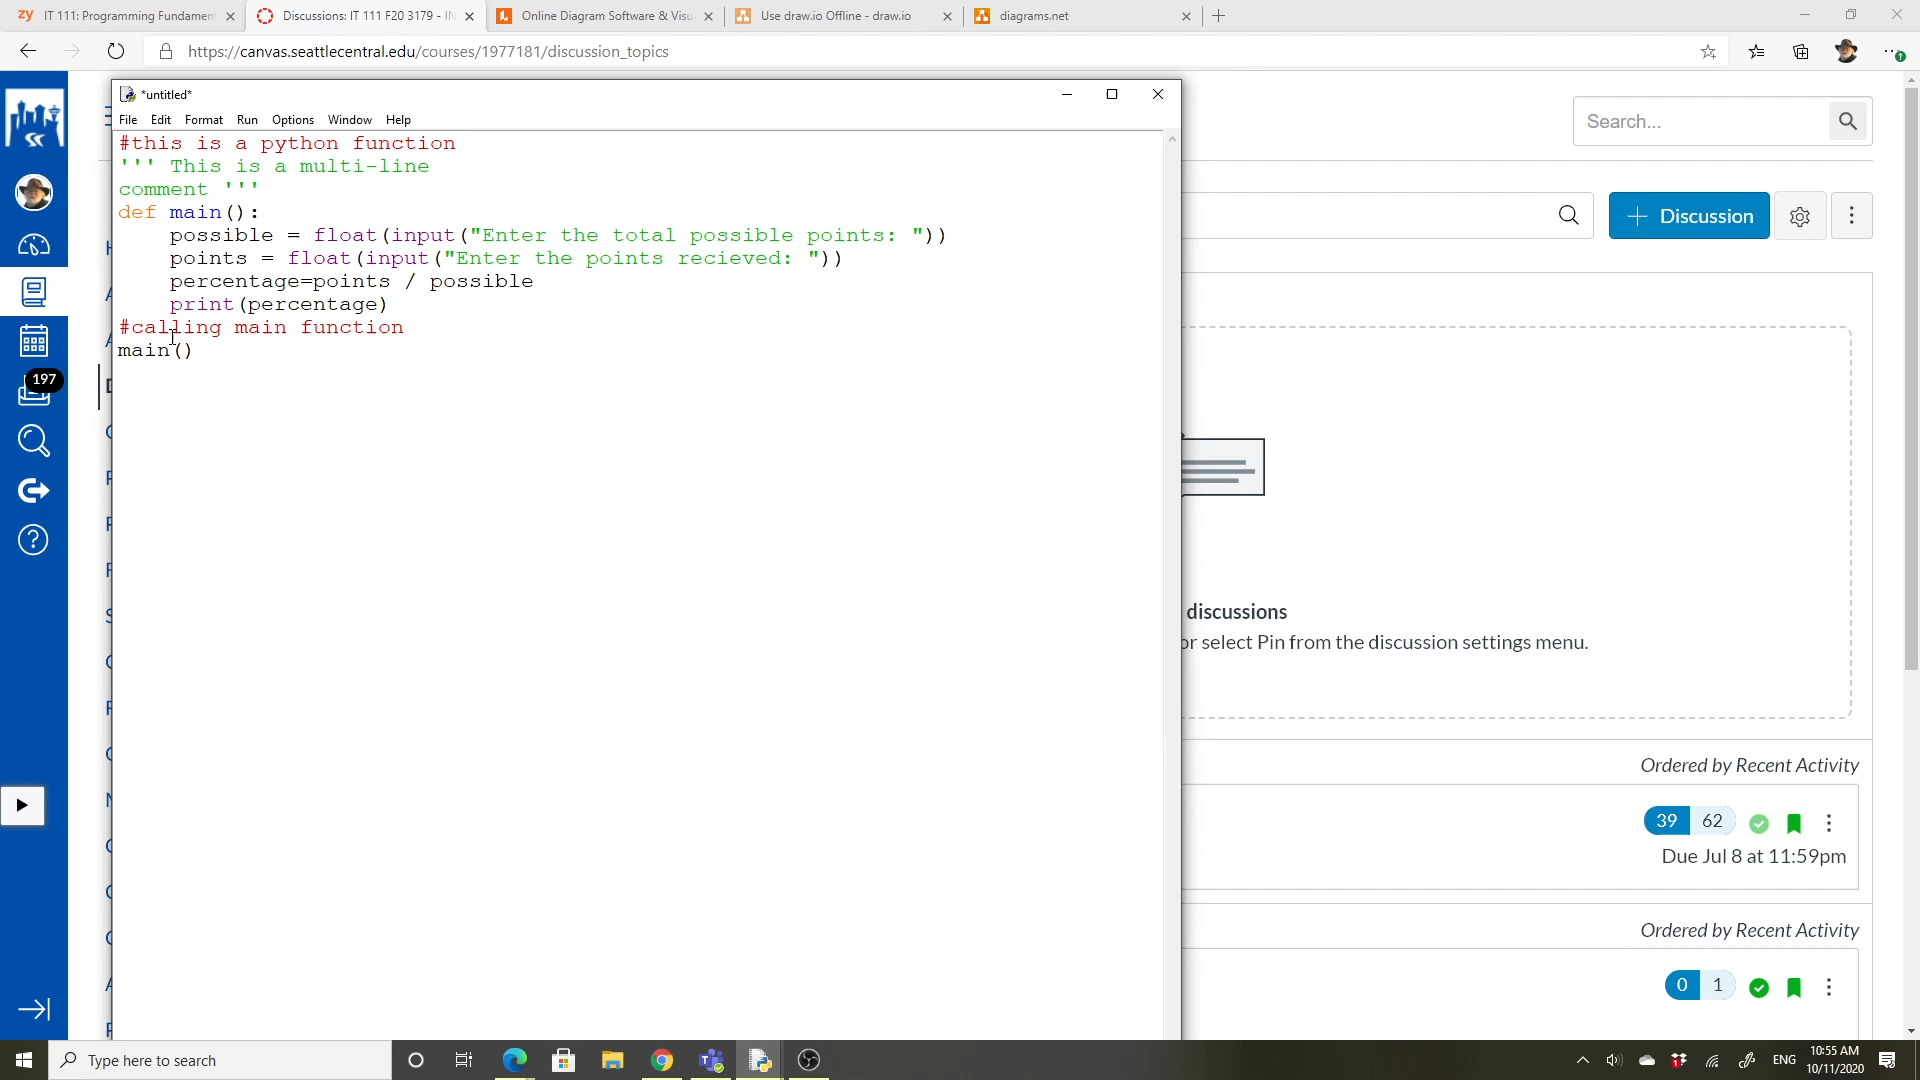 IT 111: Programming Fundamen
Discussions: IT 111 F20 3179 - IN
Online Diagram Software & Visu
Use draw.io Offline - draw.io
diagrams.net
https://canvas.seattlecentral.edu/courses/1977181/discussion_topics
*untitled*
File Edit Format Run Options Window Help
#this is a python function
''' This is a multi-line
comment '''
def main():
    possible = float(input("Enter the total possible points: "))
    points = float(input("Enter the points recieved: "))
    percentage=points / possible
    print(percentage)
#calling main function
main()
Search...
+ Discussion
197
discussions
or select Pin from the discussion settings menu.
Ordered by Recent Activity
39 62
Due Jul 8 at 11:59pm
Ordered by Recent Activity
0 1
Type here to search
ENG
10:55 AM
10/11/2020